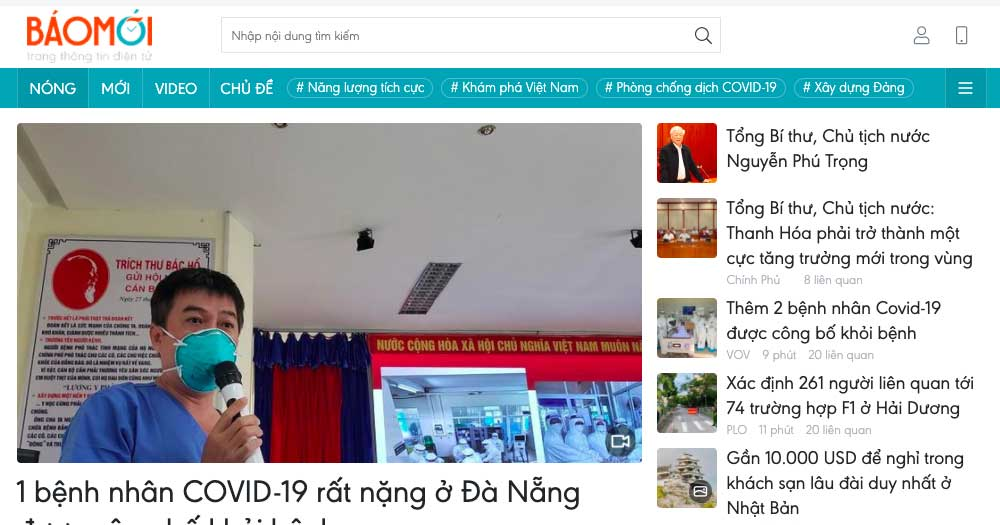 BÁOMỚI
trang thông tin điện tử
Nhập nội dung tìm kiếm
NÓNG MỚI VIDEO CHỦ ĐỀ # Năng lượng tích cực # Khám phá Việt Nam # Phòng chống dịch COVID-19 # Xây dựng Đảng
TRÍCH THƯ BÁC HỒ
GỬI HỘI
CÁN B
NƯỚC CỘNG HÒA XÃ HỘI CHỦ NGHĨA VIỆT NAM MUÔN N
1 bệnh nhân COVID-19 rất nặng ở Đà Nẵng
Tổng Bí thư, Chủ tịch nước
Nguyễn Phú Trọng
Tổng Bí thư, Chủ tịch nước:
Thanh Hóa phải trở thành một
cực tăng trưởng mới trong vùng
Chính Phủ 8 liên quan
Thêm 2 bệnh nhân Covid-19
được công bố khỏi bệnh
VOV 9 phút 20 liên quan
Xác định 261 người liên quan tới
74 trường hợp F1 ở Hải Dương
PLO 11 phút 20 liên quan
Gần 10.000 USD để nghỉ trong
khách sạn lâu đài duy nhất ở
Nhật Bản